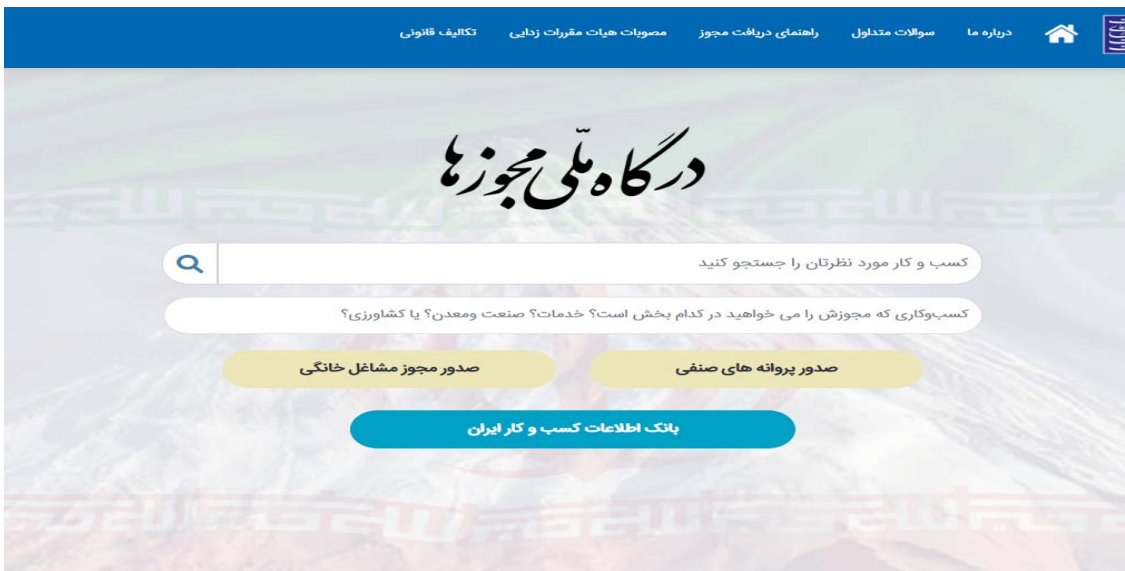 درباره ما سوالات متداول راهنمای دریافت مجوز مصوبات هیات مقررات زدایی تکالیف قانونی
درگاه ملّی مجوزها
کسب و کار مورد نظرتان را جستجو کنید
کسب‌وکاری که مجوزش را می خواهید در کدام بخش است؟ خدمات؟ صنعت ومعدن؟ یا کشاورزی؟
صدور پروانه های صنفی صدور مجوز مشاغل خانگی
بانک اطلاعات کسب و کار ایران